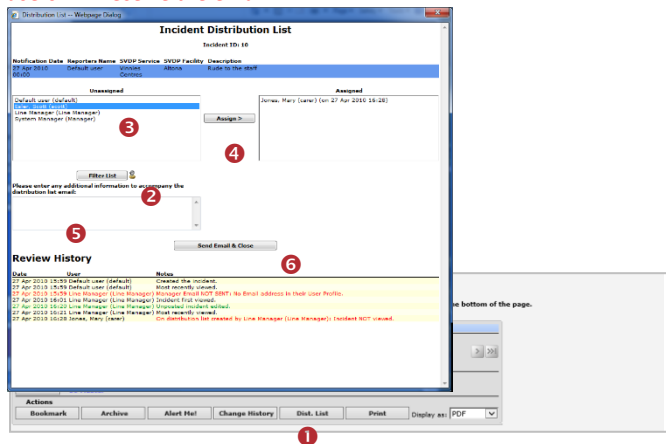 Distribution List -- Webpage Dialog
Incident Distribution List
Incident ID: 10
Notification Date Reporters Name SVDP Service SVDP Facility Description
27 Apr 2010 Default user Vinnies Altona Rude to the staff
00:00 Centres
Unassigned Assigned
Default user (default) Jones, Mary (carer) (on 27 Apr 2010 16:28)
Line Manager (Line Manager)
System Manager (Manager)
3
Assign >
4
Filter List
Please enter any additional information to accompany the
distribution list email:
2
5
Send Email & Close
6
Review History
Date User Notes
27 Apr 2010 15:59 Default user (default) Created the incident.
27 Apr 2010 15:59 Default user (default) Most recently viewed.
27 Apr 2010 15:59 Line Manager (Line Manager) Manager Email NOT SENT: No Email address in their User Profile.
27 Apr 2010 16:01 Line Manager (Line Manager) Incident first viewed.
27 Apr 2010 16:20 Line Manager (Line Manager) Unposted incident edited.
27 Apr 2010 16:21 Line Manager (Line Manager) Most recently viewed.
27 Apr 2010 16:28 Jones, Mary (carer) On distribution list created by Line Manager (Line Manager): Incident NOT viewed.
e bottom of the page.
Actions
Bookmark Archive Alert Me! Change History Dist. List Print Display as: PDF
1